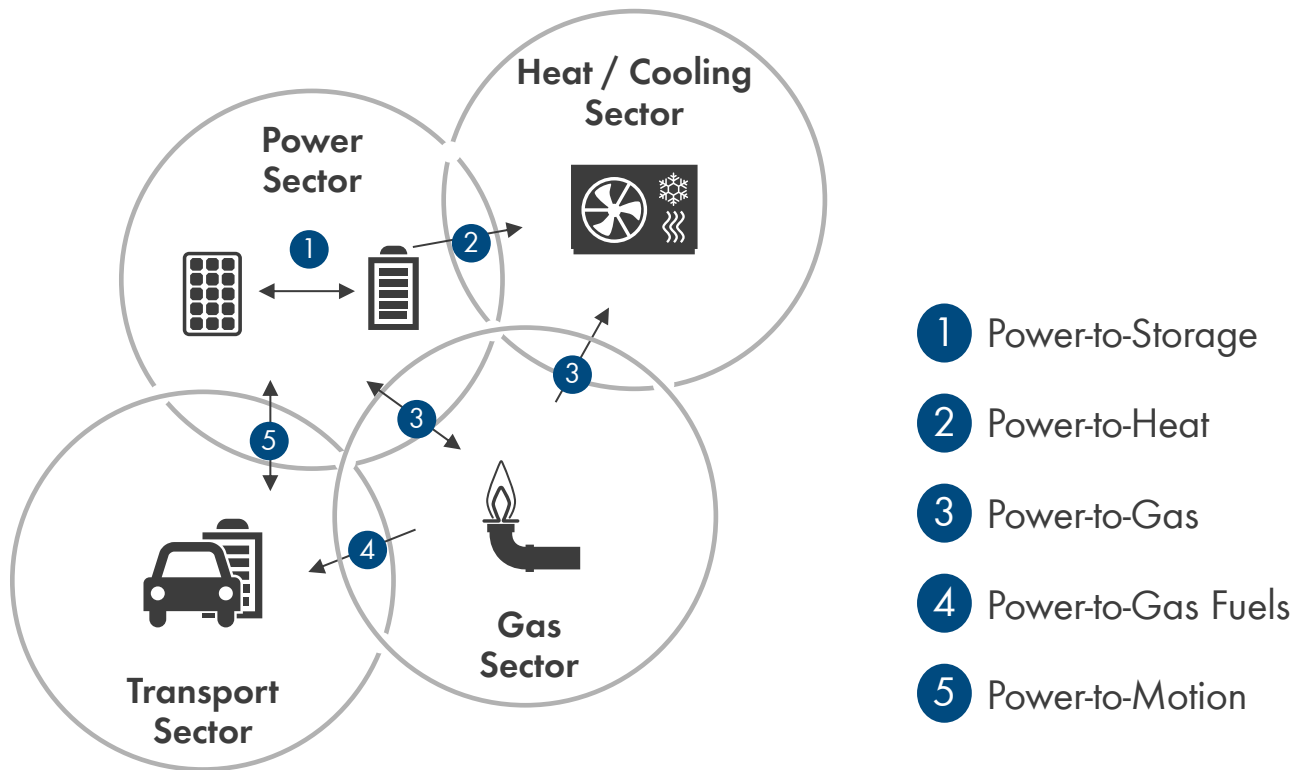 Heat / Cooling
Sector
Power
Sector
1
2
3
3
5
4
Gas
Sector
Transport
Sector
1 Power-to-Storage
2 Power-to-Heat
3 Power-to-Gas
4 Power-to-Gas Fuels
5 Power-to-Motion